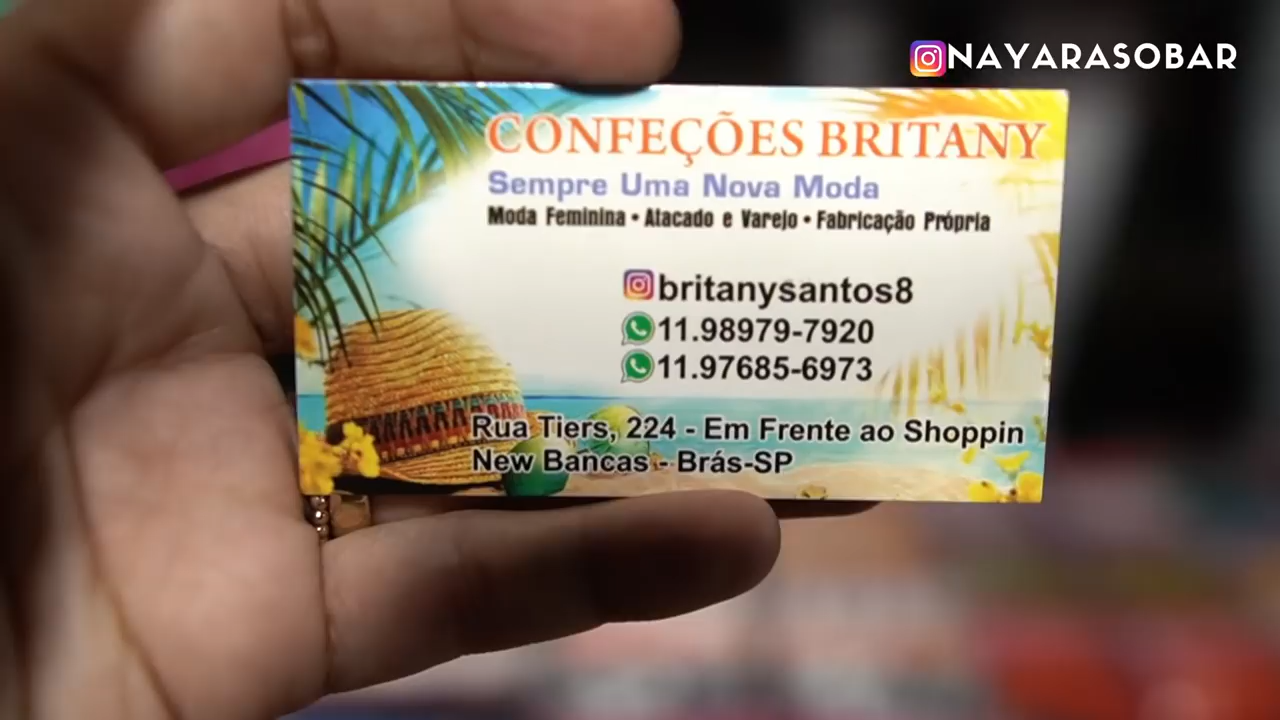 NAYARASOBAR
CONFEÇÕES BRITANY
Sempre Uma Nova Moda
Moda Feminina • Atacado e Varejo • Fabricação Própria
britanysantos8
11.98979-7920
11.97685-6973
Rua Tiers, 224 - Em Frente ao Shoppin
New Bancas - Brás-SP